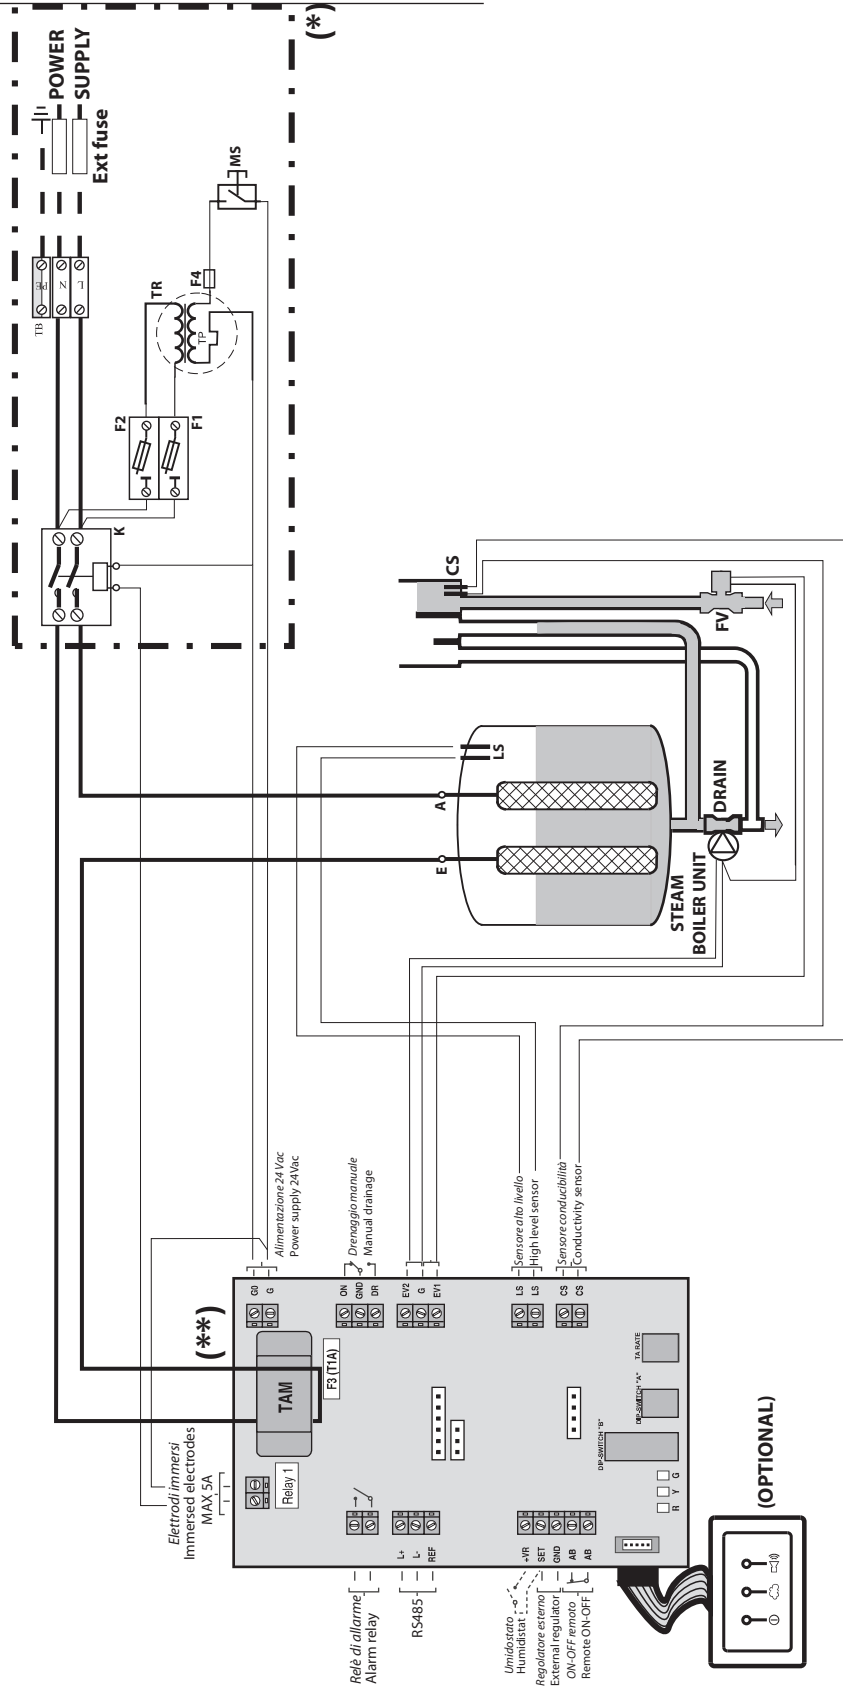 (*)
POWER
SUPPLY
Ext fuse
MS
PE
N
L
TB
TR
F4
TP
F2
F1
K
CS
FV
LS
A
E
DRAIN
STEAM
BOILER UNIT
Alimentazione 24 Vac
Power supply 24Vac
Drenaggio manuale
Manual drainage
Sensore alto livello
High level sensor
Sensore conducibilità
Conductivity sensor
G0
G
ON
GND
DR
EV2
G
EV1
LS
LS
CS
CS
(**)
TAM
F3 (T1A)
TA RATE
DIP-SWITCH "A"
DIP-SWITCH "B"
Elettrodi immersi
Immersed electrodes
MAX 5A
Relay 1
R Y G
L+
L-
REF
+VR
SET
GND
AB
AB
Relè di allarme
Alarm relay
RS485
Umidostato
Humidistat
Regolatore esterno
External regulator
ON-OFF remoto
Remote ON-OFF
(OPTIONAL)